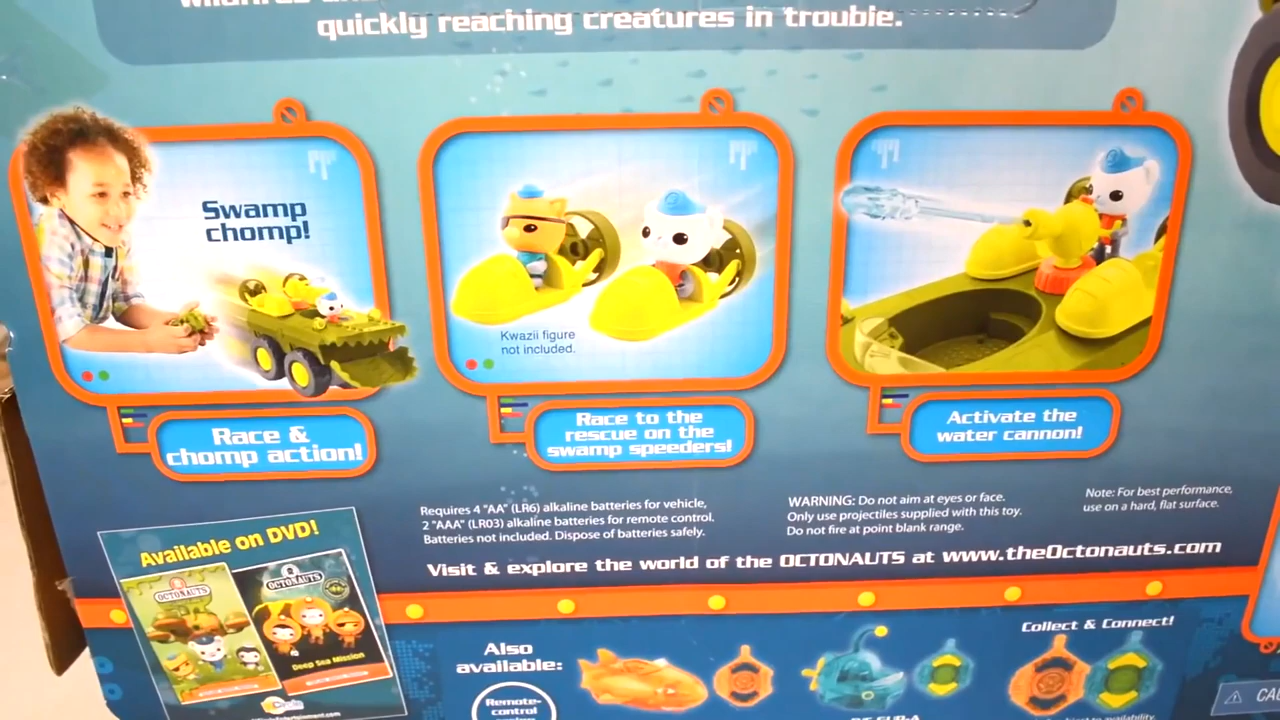 quickly reaching creatures in trouble.
Swamp
chomp!
Kwazii figure
not included.
Race &
chomp action!
Race to the
rescue on the
swamp speeders!
Activate the
water cannon!
Requires 4 "AA" (LR6) alkaline batteries for vehicle,
2 "AAA" (LR03) alkaline batteries for remote control.
Batteries not included. Dispose of batteries safely.
WARNING: Do not aim at eyes or face.
Only use projectiles supplied with this toy.
Do not fire at point blank range.
Note: For best performance,
use on a hard, flat surface.
Visit & explore the world of the OCTONAUTS at www.theOctonauts.com
Available on DVD!
OCTONAUTS
OCTONAUTS
Deep Sea Mission
Also
available:
Remote-
control
Collect & Connect!